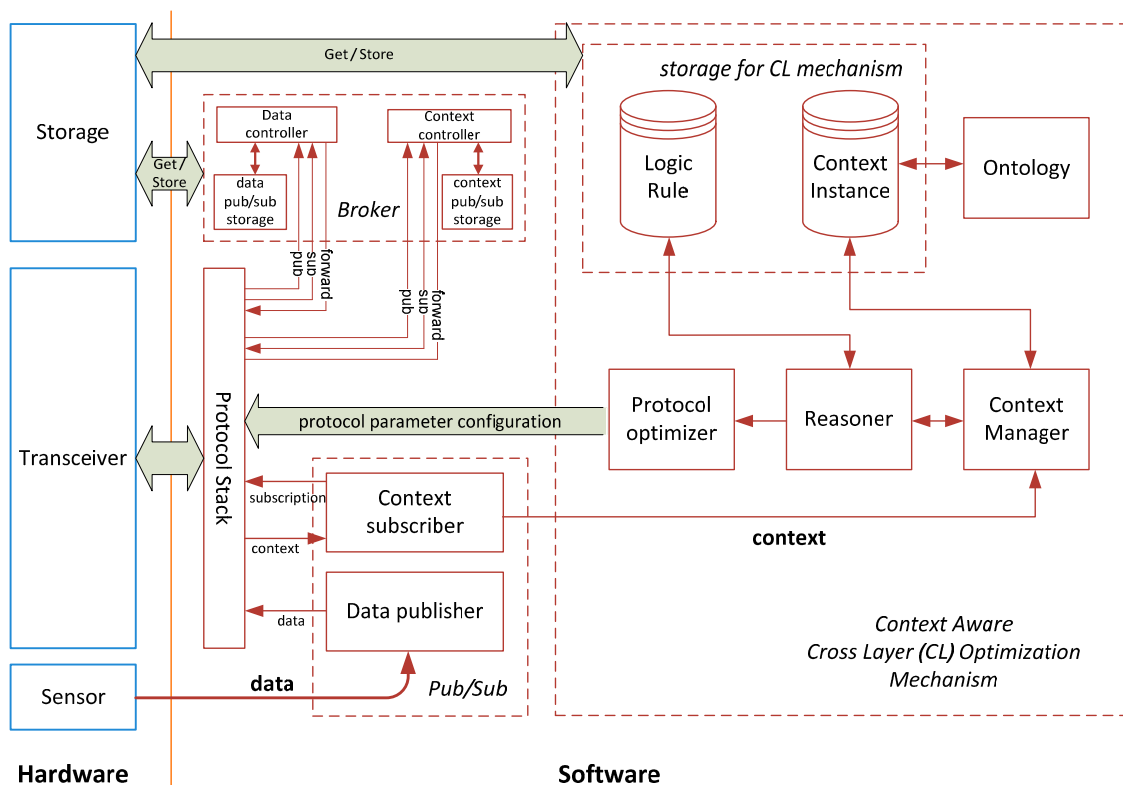 Get / Store
storage for CL mechanism
Storage
Data
controller
Context
controller
Get /
Store
data
pub/sub
storage
Broker
context
pub/sub
storage
Logic
Rule
Context
Instance
Ontology
pub
sub
forward
pub
sub
forward
Protocol Stack
Transceiver
protocol parameter configuration
Protocol
optimizer
Reasoner
Context
Manager
subscription
Context
subscriber
context
context
Data publisher
data
Context Aware
Cross Layer (CL) Optimization
Mechanism
Sensor
data
Pub/Sub
Hardware
Software